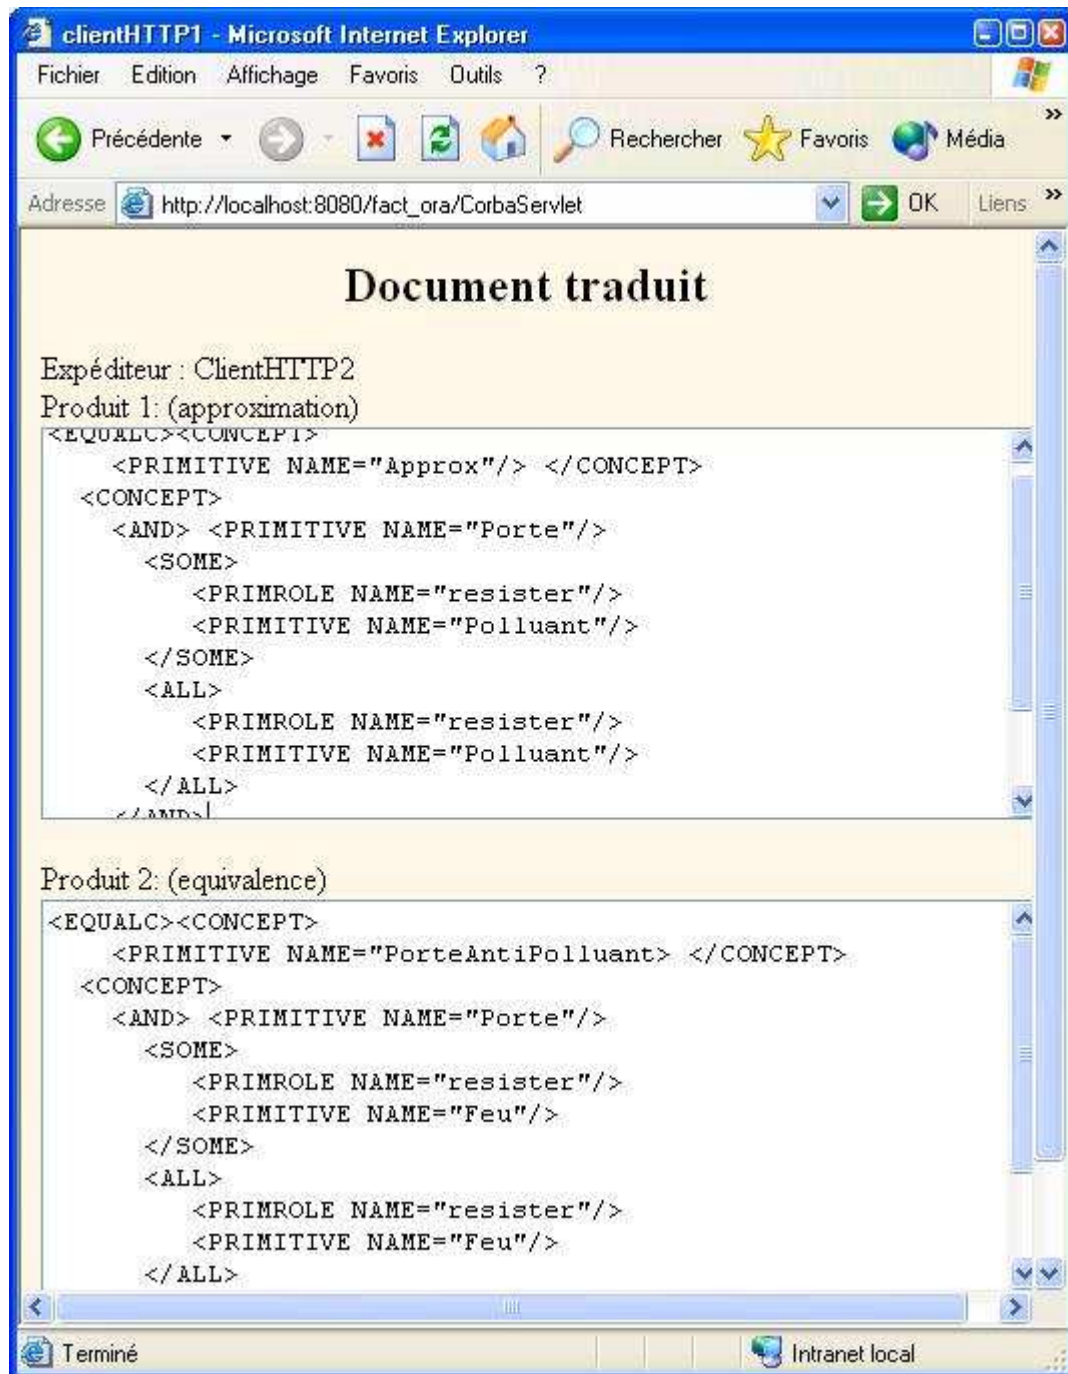 clientHTTP1 - Microsoft Internet Explorer
Fichier Edition Affichage Favoris Outils ?
Précédente Rechercher Favoris Média »
Adresse http://localhost:8080/fact_ora/CorbaServlet OK Liens »
Document traduit
Expéditeur : ClientHTTP2
Produit 1: (approximation)
<EQUALC><CONCEPT>
<PRIMITIVE NAME="Approx"/> </CONCEPT>
<CONCEPT>
<AND> <PRIMITIVE NAME="Porte"/>
<SOME>
<PRIMROLE NAME="resister"/>
<PRIMITIVE NAME="Polluant"/>
</SOME>
<ALL>
<PRIMROLE NAME="resister"/>
<PRIMITIVE NAME="Polluant"/>
</ALL>
</AND>
Produit 2: (equivalence)
<EQUALC><CONCEPT>
<PRIMITIVE NAME="PorteAntiPolluant> </CONCEPT>
<CONCEPT>
<AND> <PRIMITIVE NAME="Porte"/>
<SOME>
<PRIMROLE NAME="resister"/>
<PRIMITIVE NAME="Feu"/>
</SOME>
<ALL>
<PRIMROLE NAME="resister"/>
<PRIMITIVE NAME="Feu"/>
</ALL>
Terminé Intranet local